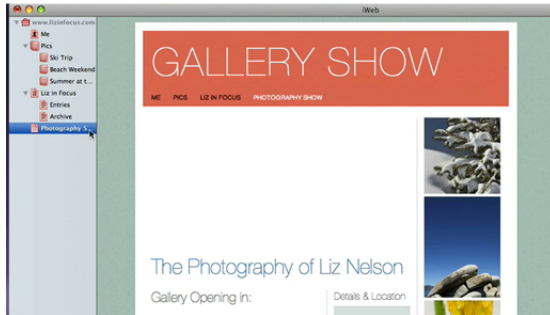 iWeb
www.lizinfocus.com
Me
Pics
Ski Trip
Beach Weekend
Summer at t...
Liz in Focus
Entries
Archive
Photography S...
GALLERY SHOW
ME PICS LIZ IN FOCUS PHOTOGRAPHY SHOW
The Photography of Liz Nelson
Gallery Opening in:
Details & Location